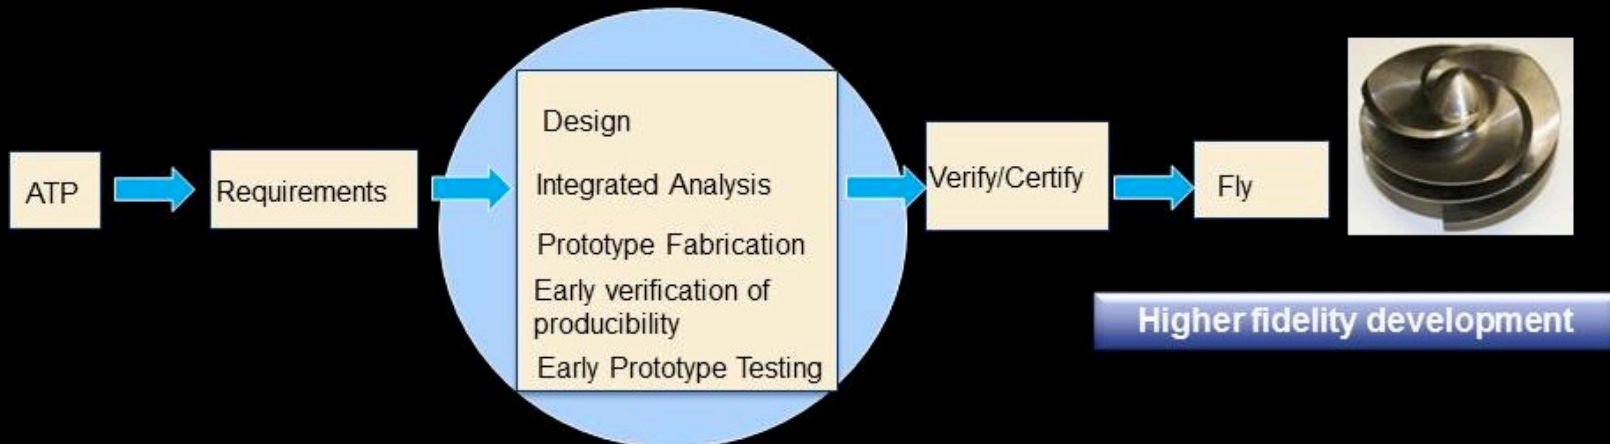 ATP
Requirements
Design
Integrated Analysis
Prototype Fabrication
Early verification of
producibility
Early Prototype Testing
Verify/Certify
Fly
Higher fidelity development